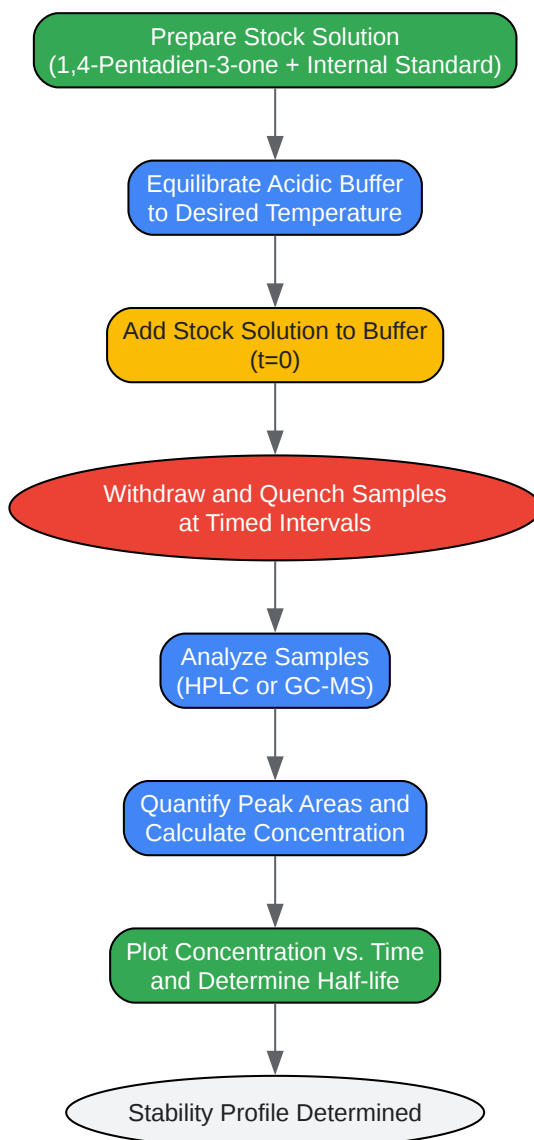 Prepare Stock Solution
(1,4-Pentadien-3-one + Internal Standard)
Equilibrate Acidic Buffer
to Desired Temperature
Add Stock Solution to Buffer
(t=0)
Withdraw and Quench Samples
at Timed Intervals
Analyze Samples
(HPLC or GC-MS)
Quantify Peak Areas and
Calculate Concentration
Plot Concentration vs. Time
and Determine Half-life
Stability Profile Determined